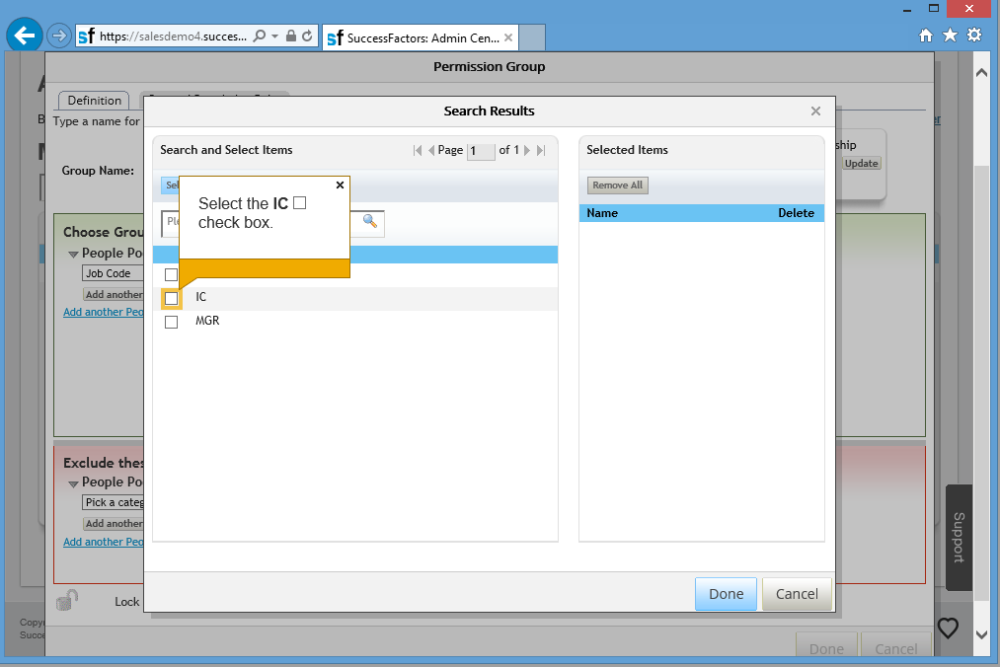 https://salesdemo4.succes...
SuccessFactors: Admin Cen...
Permission Group
Definition
Type a name for
Group Name:
ship
Update
Search Results
Search and Select Items
Page 1 of 1
Selected Items
Remove All
Name Delete
Select the IC
check box.
IC
MGR
Choose Grou
People Po
Job Code
Add another
Add another Peo
Exclude thes
People Po
Pick a categ
Add another
Add another Peo
Lock
Done
Cancel
Support
Copy
Succe
Done
Cancel